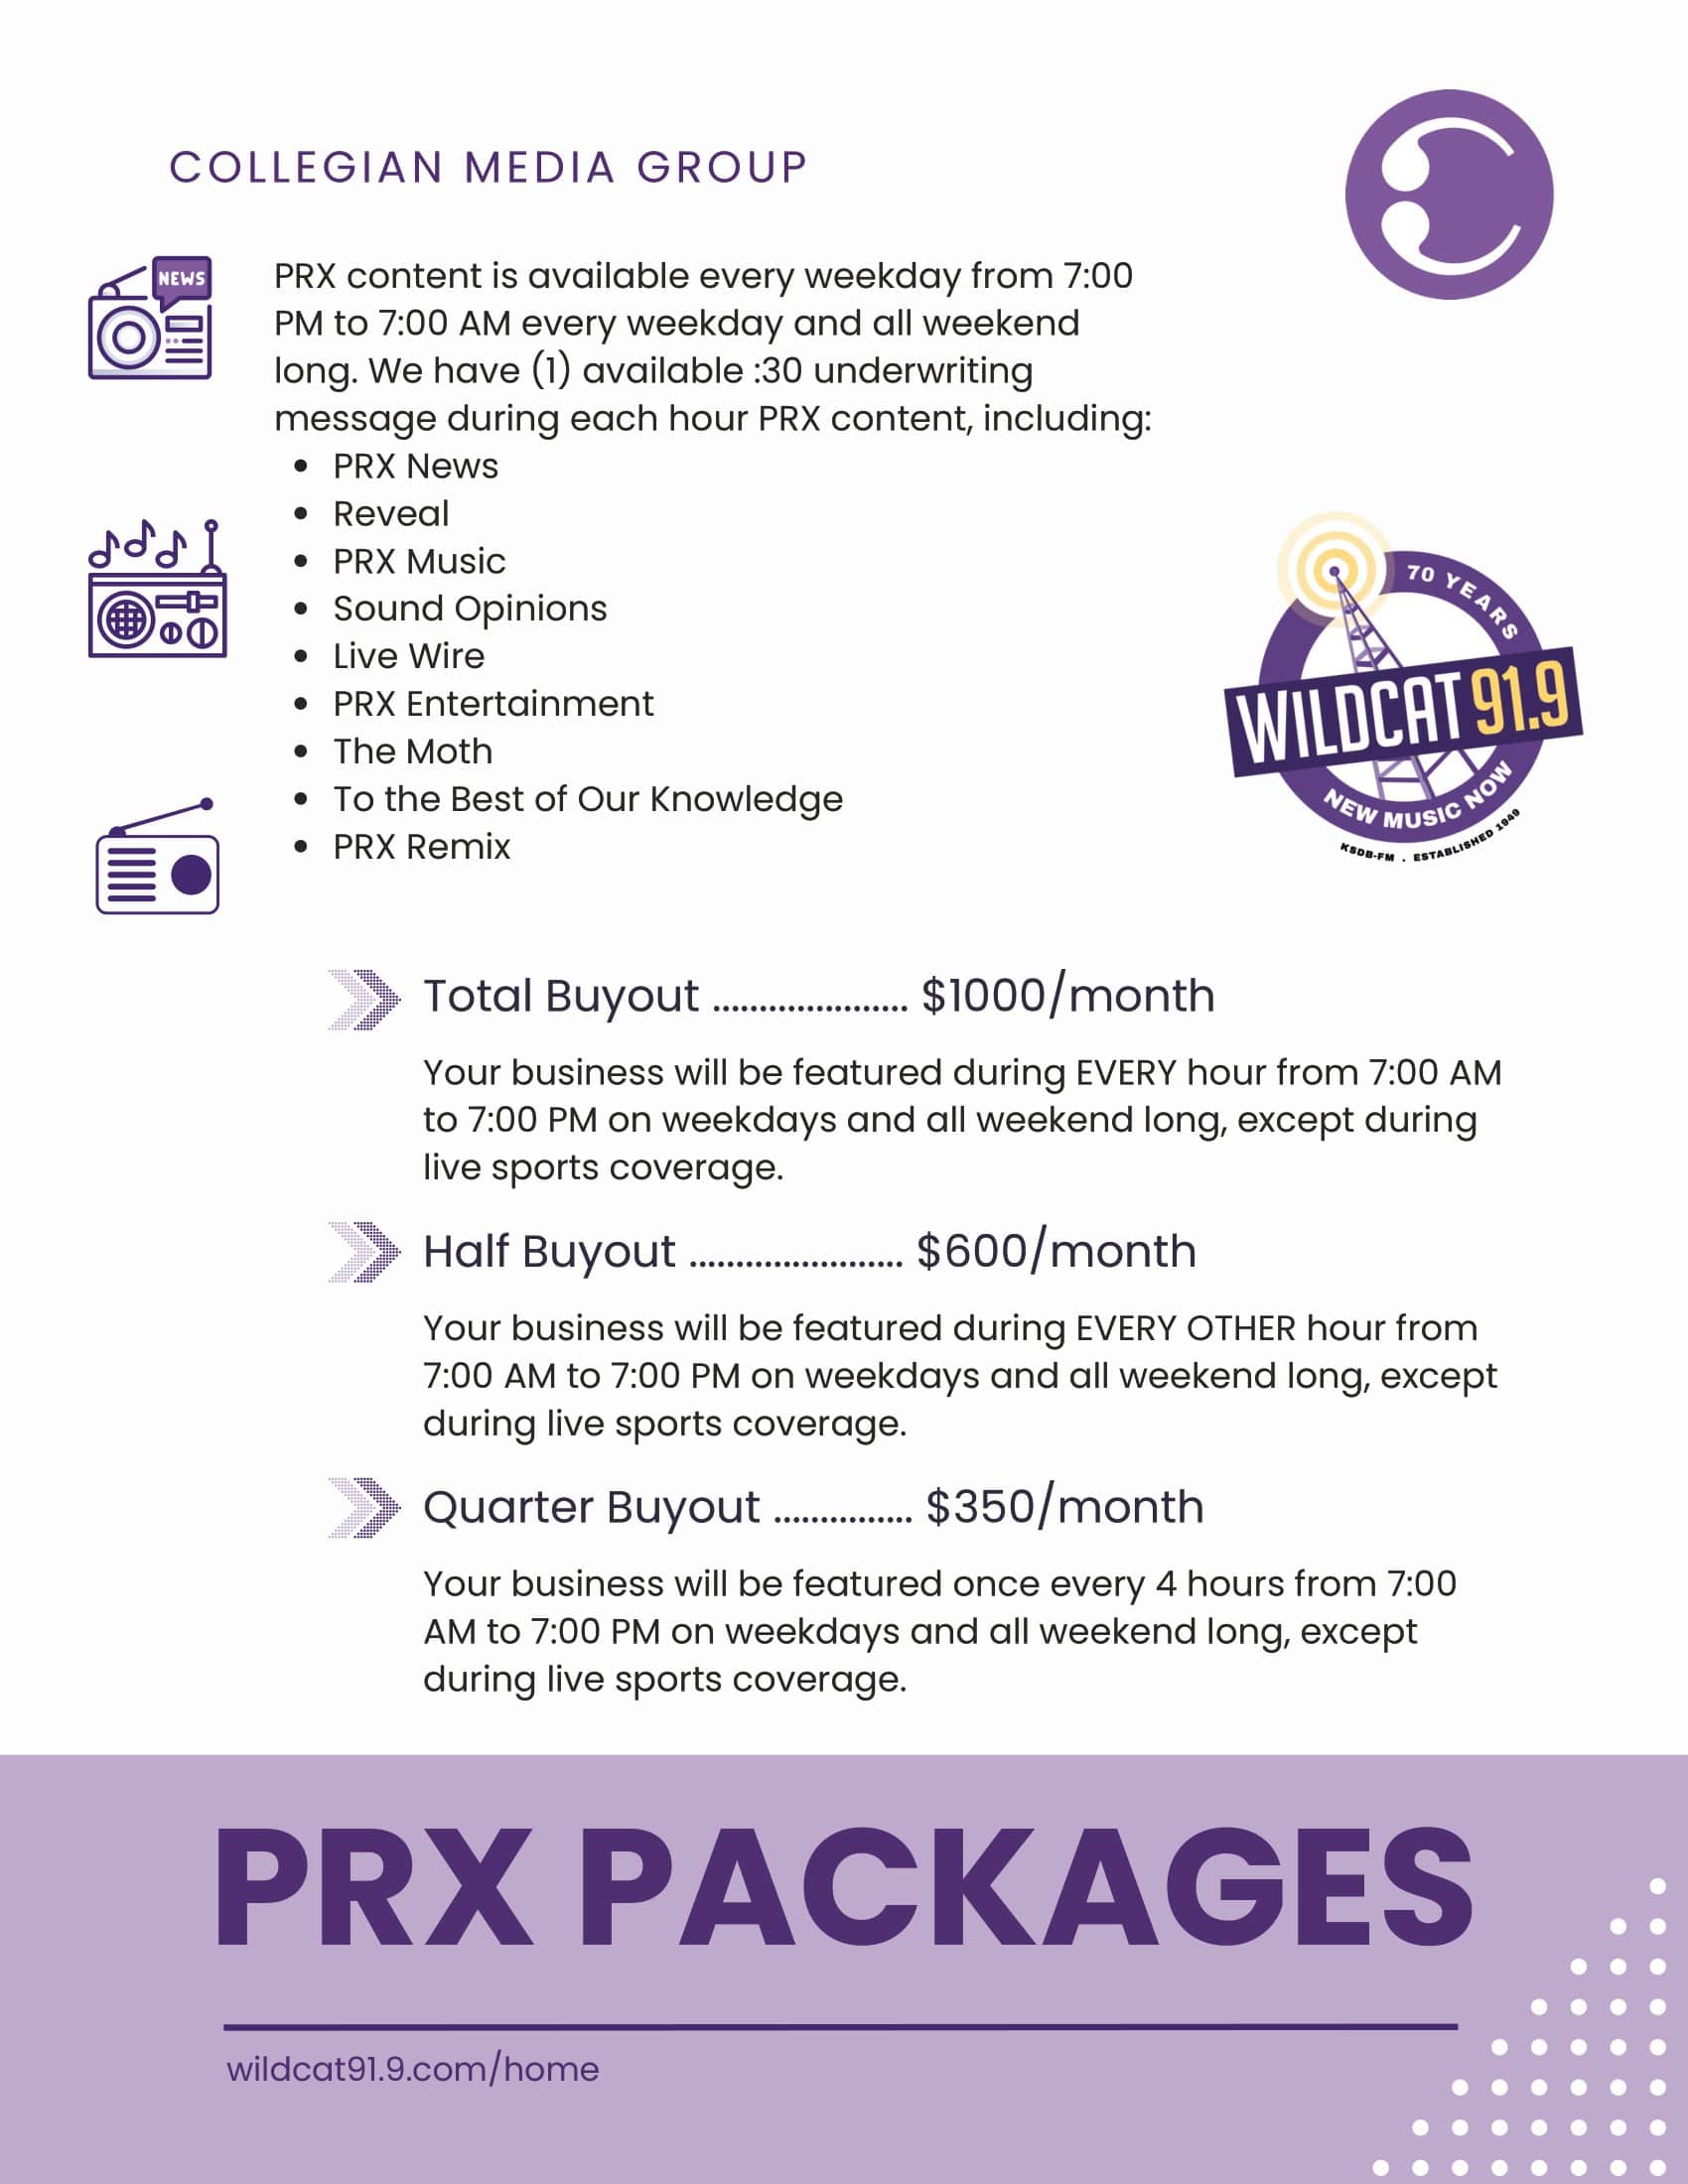 COLLEGIAN MEDIA GROUP
NEWS
PRX content is available every weekday from 7:00
PM to 7:00 AM every weekday and all weekend
long. We have (1) available :30 underwriting
message during each hour PRX content, including:
• PRX News
• Reveal
• PRX Music
• Sound Opinions
• Live Wire
• PRX Entertainment
• The Moth
• To the Best of Our Knowledge
• PRX Remix
70 YEARS
WILDCAT 91.9
NEW MUSIC NOW
KSDB-FM . ESTABLISHED 1949
Total Buyout ..................... $1000/month
Your business will be featured during EVERY hour from 7:00 AM
to 7:00 PM on weekdays and all weekend long, except during
live sports coverage.
Half Buyout ....................... $600/month
Your business will be featured during EVERY OTHER hour from
7:00 AM to 7:00 PM on weekdays and all weekend long, except
during live sports coverage.
Quarter Buyout ............... $350/month
Your business will be featured once every 4 hours from 7:00
AM to 7:00 PM on weekdays and all weekend long, except
during live sports coverage.
PRX PACKAGES
wildcat91.9.com/home